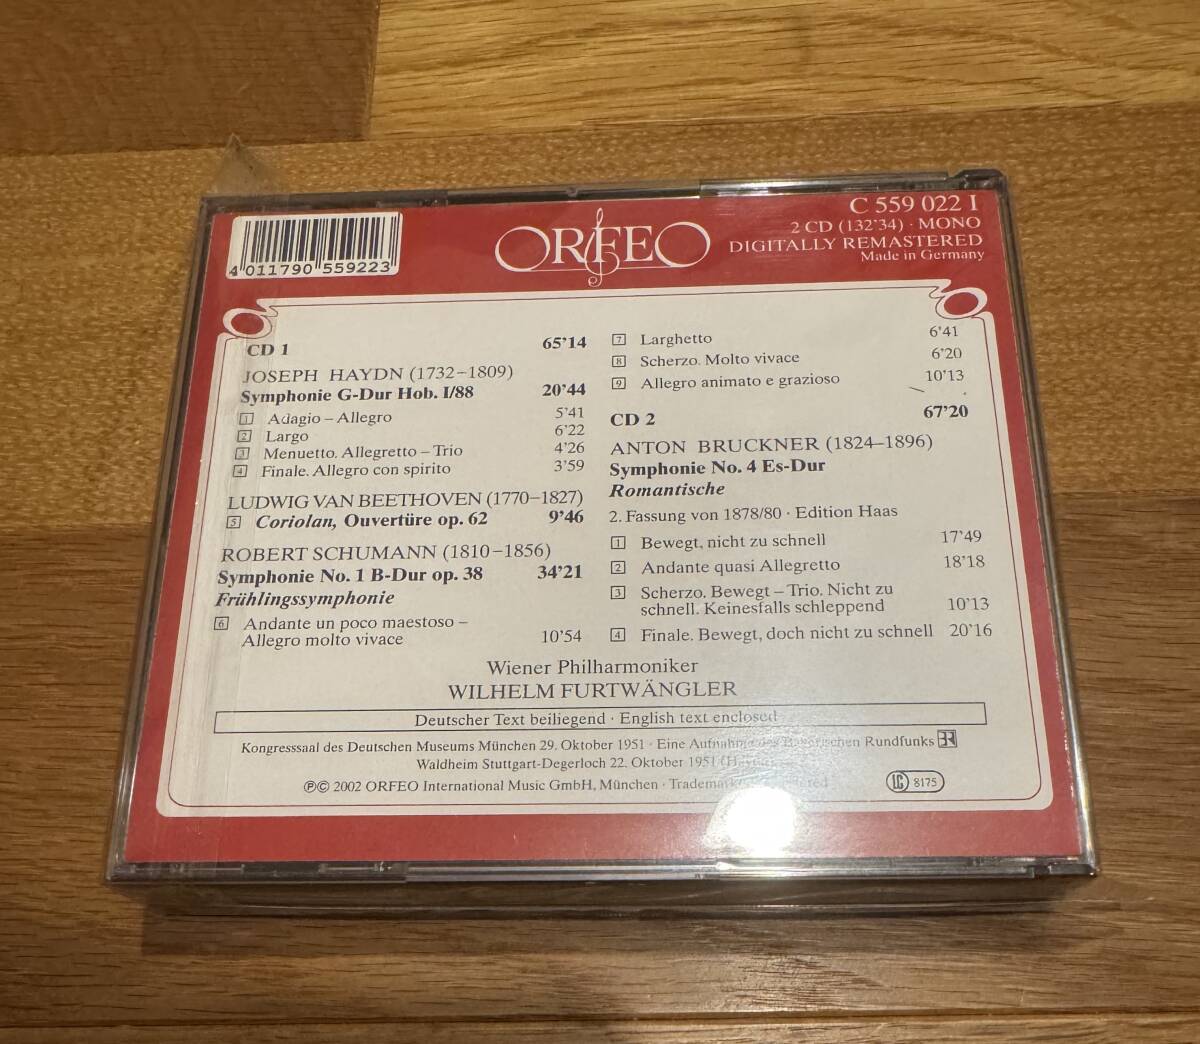 4 011790 559223
ORFEO
C 559 022 I
2 CD (132'34) · MONO
DIGITALLY REMASTERED
Made in Germany
CD 1 65'14
JOSEPH HAYDN (1732–1809)
Symphonie G-Dur Hob. I/88 20'44
1 Adagio – Allegro 5'41
2 Largo 6'22
3 Menuetto. Allegretto – Trio 4'26
4 Finale. Allegro con spirito 3'59
LUDWIG VAN BEETHOVEN (1770–1827)
5 Coriolan, Ouvertüre op. 62 9'46
ROBERT SCHUMANN (1810–1856)
Symphonie No. 1 B-Dur op. 38 34'21
Frühlingssymphonie
6 Andante un poco maestoso –
Allegro molto vivace 10'54
7 Larghetto 6'41
8 Scherzo. Molto vivace 6'20
9 Allegro animato e grazioso 10'13
CD 2 67'20
ANTON BRUCKNER (1824–1896)
Symphonie No. 4 Es-Dur
Romantische
2. Fassung von 1878/80 · Edition Haas
1 Bewegt, nicht zu schnell 17'49
2 Andante quasi Allegretto 18'18
3 Scherzo. Bewegt – Trio. Nicht zu
schnell. Keinesfalls schleppend 10'13
4 Finale. Bewegt, doch nicht zu schnell 20'16
Wiener Philharmoniker
WILHELM FURTWÄNGLER
Deutscher Text beiliegend · English text enclosed
Kongresssaal des Deutschen Museums München 29. Oktober 1951 · Eine Aufnahme des Bayerischen Rundfunks BR
Waldheim Stuttgart-Degerloch 22. Oktober 1951 (Haydn)
℗© 2002 ORFEO International Music GmbH, München · Trademark
LC 8175